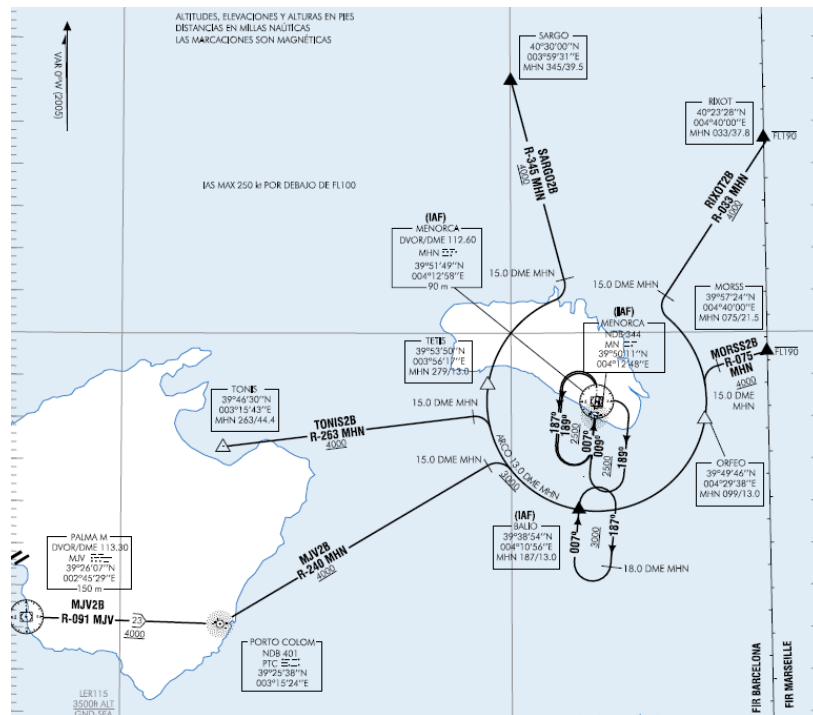 ALTITUDES, ELEVACIONES Y ALTURAS EN PIES
DISTANCIAS EN MILLAS NAÚTICAS
LAS MARCACIONES SON MAGNÉTICAS
VAR 0°W (2005)
SARGO
40°30'00''N
003°59'31''E
MHN 345/39.5
RIXOT
40°23'28''N
004°40'00''E
MHN 033/37.8
FL190
IAS MAX 250 kt POR DEBAJO DE FL100
SARGO2B
R-345 MHN
4000
RIXOT2B
R-033 MHN
4000
(IAF)
MENORCA
DVOR/DME 112.60
MHN
39°51'49''N
004°12'58''E
90 m
15.0 DME MHN
15.0 DME MHN
MORSS
39°57'24''N
004°40'00''E
MHN 075/21.5
(IAF)
MENORCA
NDB 344
MN
39°50'11''N
004°12'48''E
TETIS
39°53'50''N
003°56'17''E
MHN 279/13.0
MORSS2B
R-075
MHN
4000
FL190
15.0 DME
MHN
TONIS
39°46'30''N
003°15'43''E
MHN 263/44.4
15.0 DME MHN
TONIS2B
R-263 MHN
4000
187°
189°
2500
007°
009°
2500
189°
15.0 DME MHN
ARCO 13.0 DME MHN
3000
ORFEO
39°49'46''N
004°29'38''E
MHN 099/13.0
(IAF)
BALIO
39°38'54''N
004°10'56''E
MHN 187/13.0
007°
3000
187°
18.0 DME MHN
PALMA M
DVOR/DME 113.30
MJV
39°26'07''N
002°45'29''E
150 m
MJV2B
R-240 MHN
4000
MJV2B
R-091 MJV
23
4000
PORTO COLOM
NDB 401
PTC
39°25'38''N
003°15'24''E
LER115
3500ft ALT
GND-SEA
FIR BARCELONA
FIR MARSEILLE